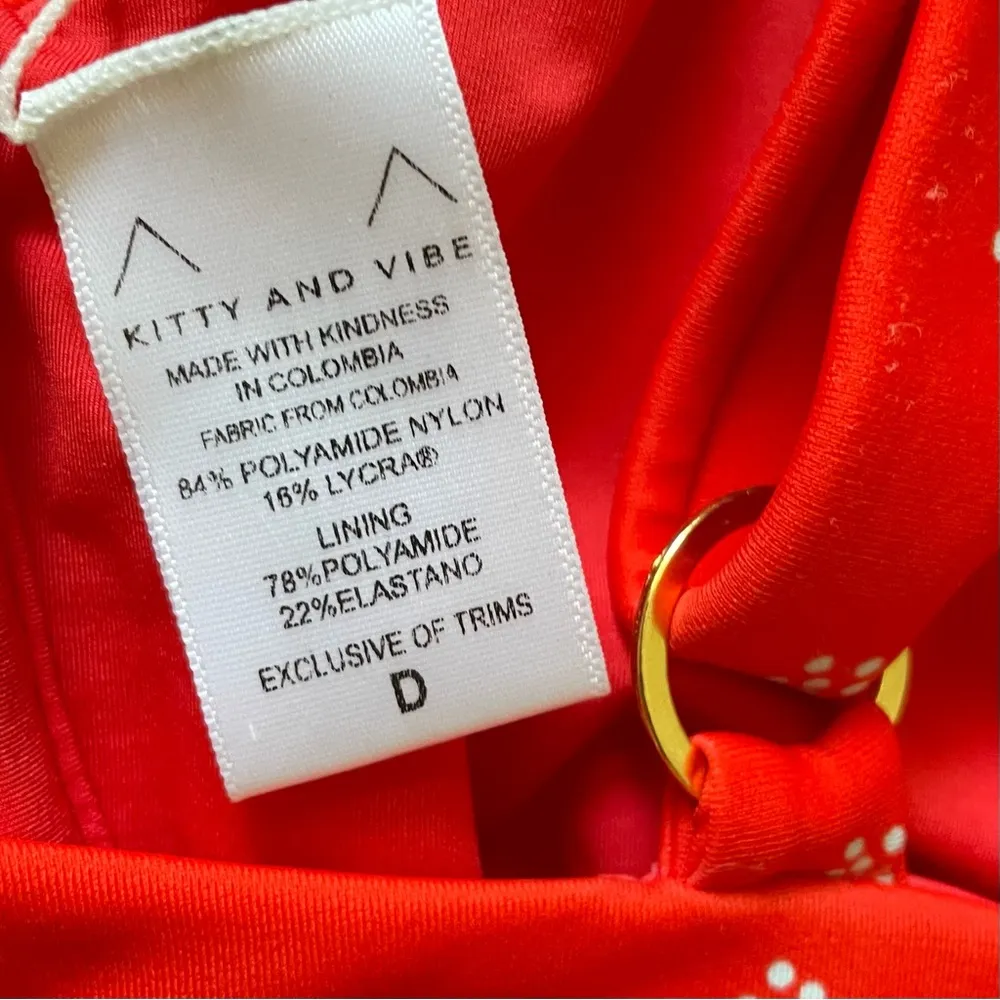 KITTY AND VIBE
MADE WITH KINDNESS
IN COLOMBIA
FABRIC FROM COLOMBIA
84% POLYAMIDE NYLON
16% LYCRA®
LINING
78%POLYAMIDE
22%ELASTANO
EXCLUSIVE OF TRIMS
D